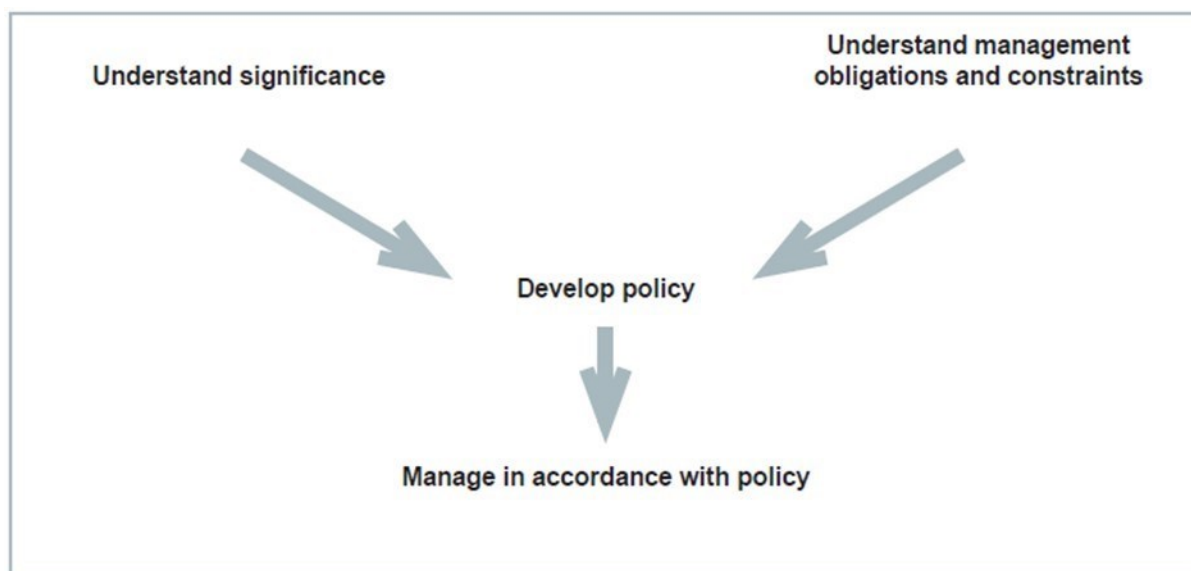 Understand significance
Understand management
obligations and constraints
Develop policy
Manage in accordance with policy